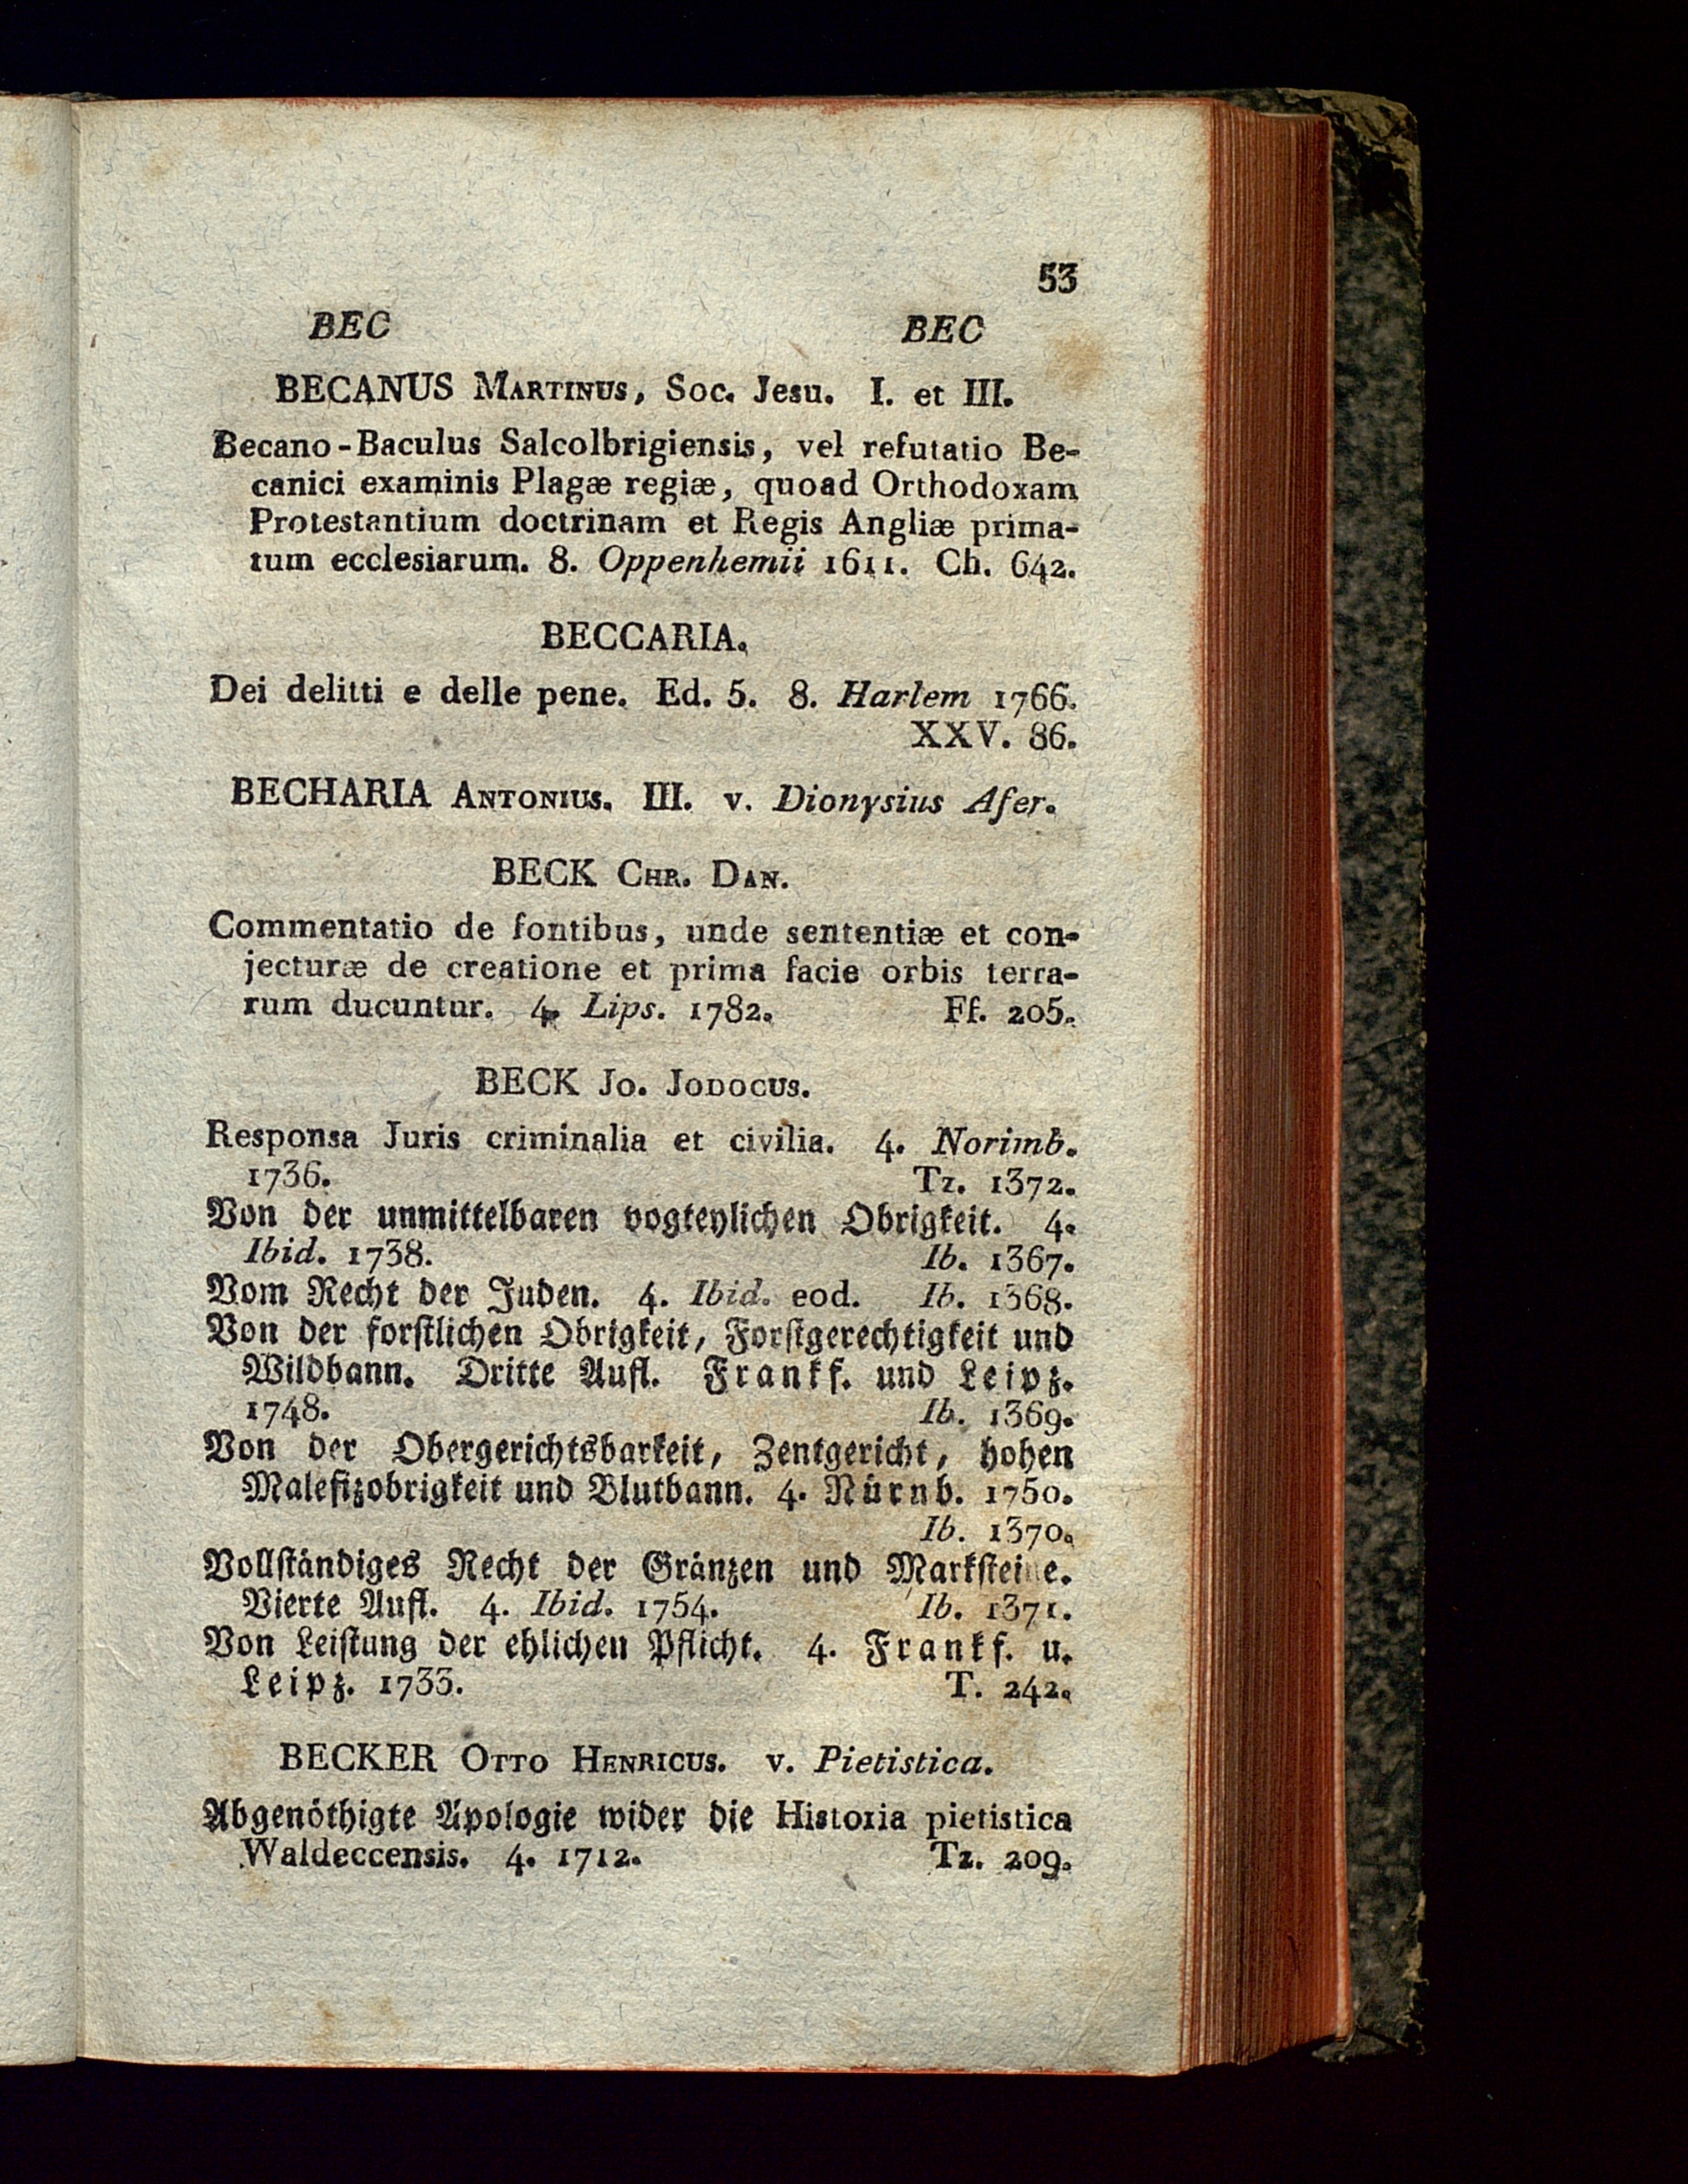 53
BEC BEC
BECANUS MARTINUS, Soc. Jesu. I. et III.
Becano-Baculus Salcolbrigiensis, vel refutatio Be-
canici examinis Plagæ regiæ, quoad Orthodoxam
Protestantium doctrinam et Regis Angliæ prima-
tum ecclesiarum. 8. Oppenhemii 1611. Ch. 642.
BECCARIA.
Dei delitti e delle pene. Ed. 5. 8. Harlem 1766.
XXV. 86.
BECHARIA ANTONIUS. III. v. Dionysius Afer.
BECK CHR. DAN.
Commentatio de fontibus, unde sententiæ et con-
jecturæ de creatione et prima facie orbis terra-
rum ducuntur. 4. Lips. 1782. Ff. 205.
BECK JO. JODOCUS.
Responsa Juris criminalia et civilia. 4. Norimb.
1736. Tz. 1372.
Von der unmittelbaren vogteylichen Obrigkeit. 4.
Ibid. 1738. Ib. 1367.
Vom Recht der Juden. 4. Ibid. eod. Ib. 1368.
Von der forstlichen Obrigkeit, Forstgerechtigkeit und
Wildbann. Dritte Aufl. Frankf. und Leipz.
1748. Ib. 1369.
Von der Obergerichtsbarkeit, Zentgericht, hohen
Malefizobrigkeit und Blutbann. 4. Nürnb. 1750.
Ib. 1370.
Vollständiges Recht der Gränzen und Marksteine.
Vierte Aufl. 4. Ibid. 1754. Ib. 1371.
Von Leistung der ehlichen Pflicht. 4. Frankf. u.
Leipz. 1733. T. 242.
BECKER OTTO HENRICUS. v. Pietistica.
Abgenöthigte Apologie wider die Historia pietistica
Waldeccensis. 4. 1712. Tz. 209.